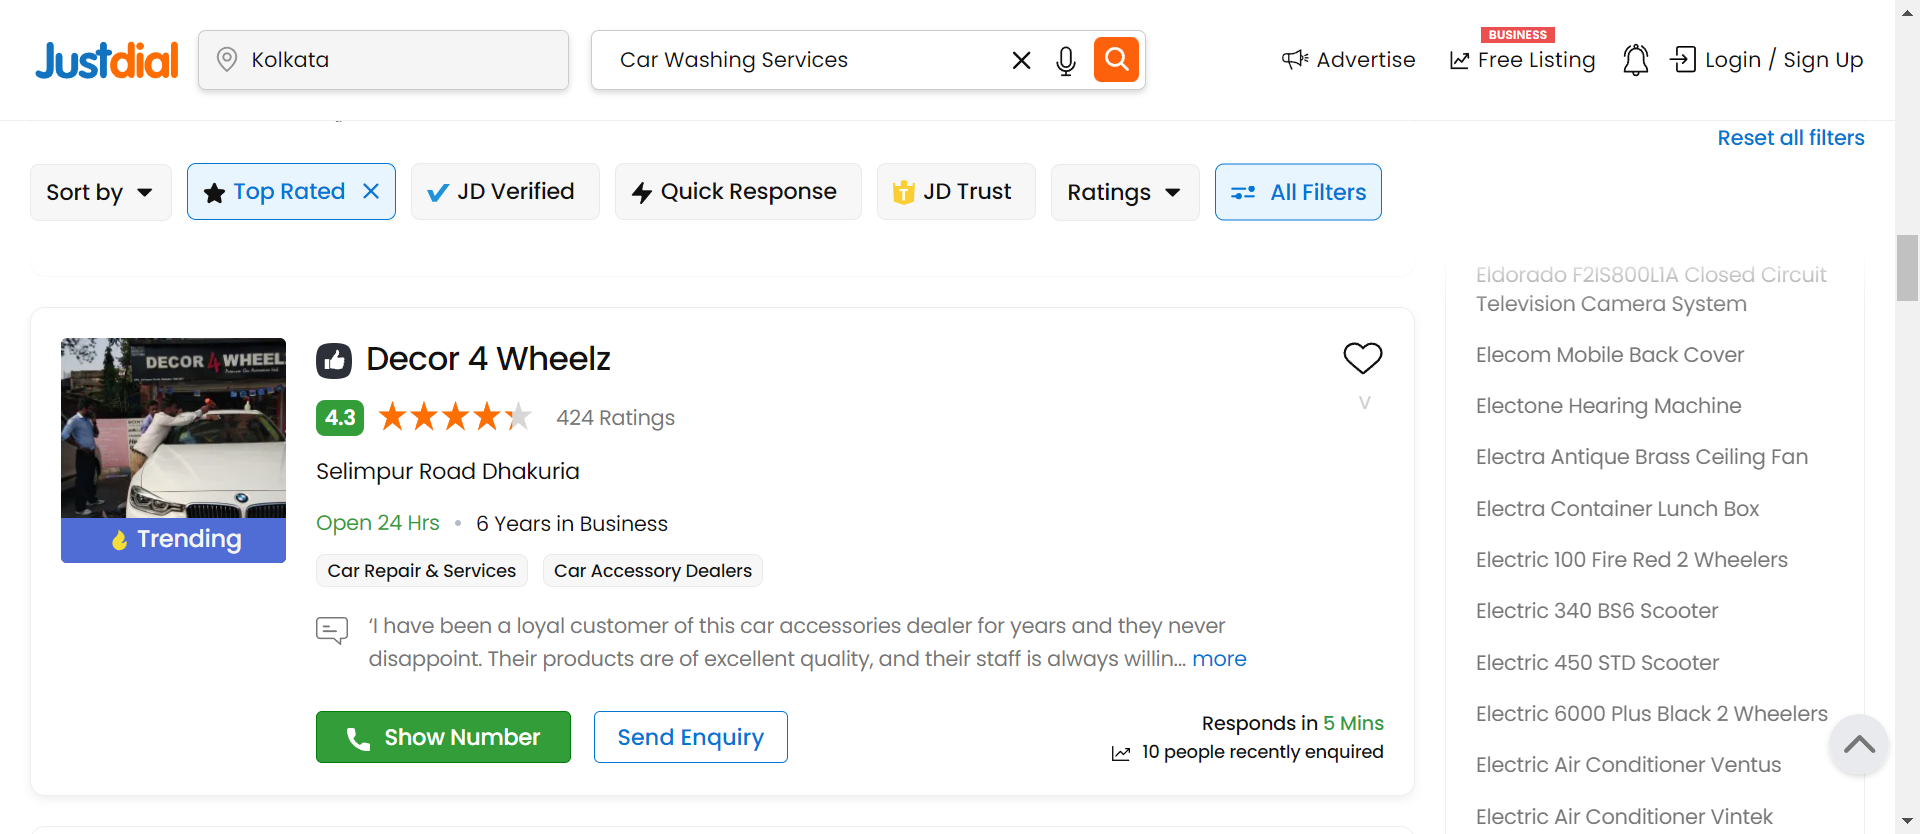 Justdial
Kolkata
Car Washing Services
Advertise
BUSINESS
Free Listing
Login / Sign Up
Reset all filters
Sort by
Top Rated
JD Verified
Quick Response
JD Trust
Ratings
All Filters
DECOR 4 WHEEL
Trending
Decor 4 Wheelz
4.3
424 Ratings
V
Selimpur Road Dhakuria
Open 24 Hrs • 6 Years in Business
Car Repair & Services
Car Accessory Dealers
‘I have been a loyal customer of this car accessories dealer for years and they never
disappoint. Their products are of excellent quality, and their staff is always willin... more
Show Number
Send Enquiry
Responds in 5 Mins
10 people recently enquired
Eldorado F2IS800L1A Closed Circuit
Television Camera System
Elecom Mobile Back Cover
Electone Hearing Machine
Electra Antique Brass Ceiling Fan
Electra Container Lunch Box
Electric 100 Fire Red 2 Wheelers
Electric 340 BS6 Scooter
Electric 450 STD Scooter
Electric 6000 Plus Black 2 Wheelers
Electric Air Conditioner Ventus
Electric Air Conditioner Vintek